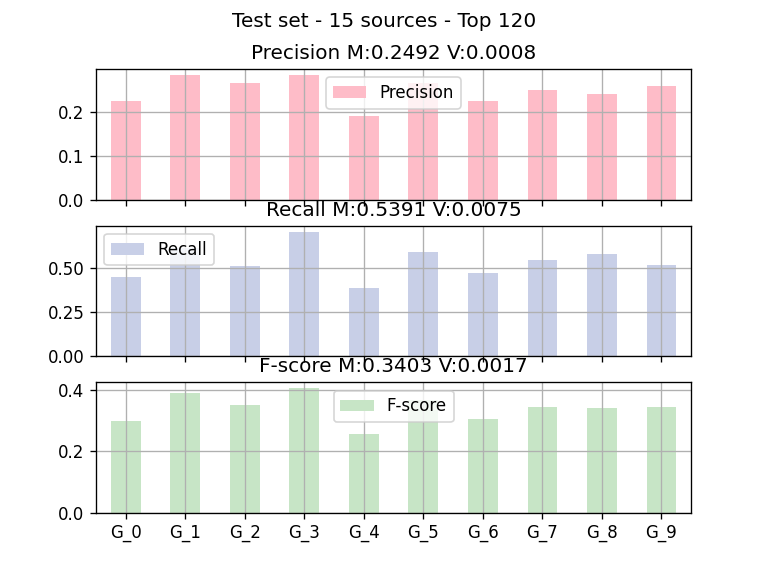 Test set - 15 sources - Top 120
Precision M:0.2492 V:0.0008
Precision
0.2
0.1
0.0
Recall M:0.5391 V:0.0075
Recall
0.50
0.25
0.00
F-score M:0.3403 V:0.0017
F-score
0.4
0.2
0.0
G_0 G_1 G_2 G_3 G_4 G_5 G_6 G_7 G_8 G_9